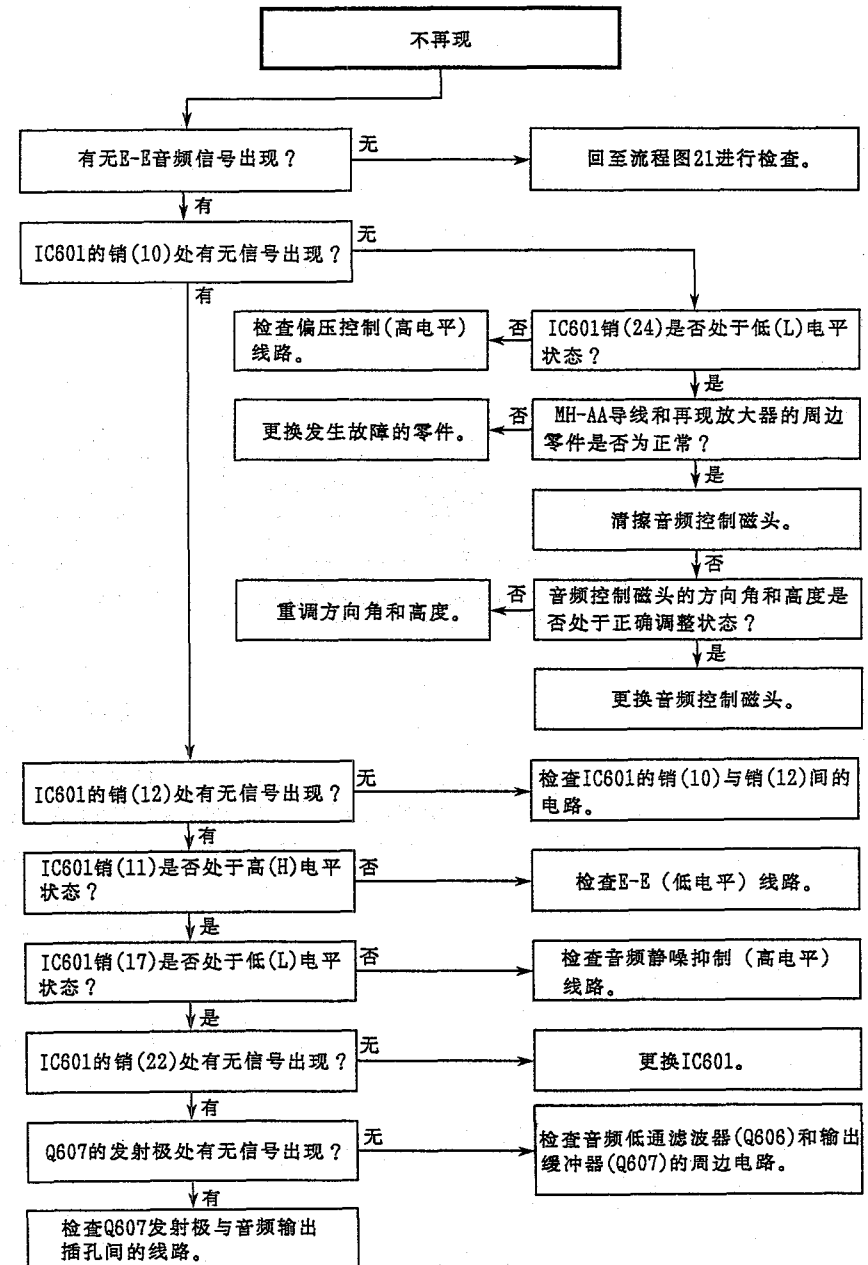 不再现
有无E-E音频信号出现？
无
回至流程图21进行检查。
有
IC601的销(10)处有无信号出现？
无
有
IC601销(24)是否处于低(L)电平
状态？
否
检查偏压控制(高电平)
线路。
是
MH-AA导线和再现放大器的周边
零件是否为正常？
否
更换发生故障的零件。
是
清擦音频控制磁头。
否
音频控制磁头的方向角和高度是
否处于正确调整状态？
否
重调方向角和高度。
是
更换音频控制磁头。
IC601的销(12)处有无信号出现？
无
检查IC601的销(10)与销(12)间的
电路。
有
IC601销(11)是否处于高(H)电平
状态？
否
检查E-E（低电平）线路。
是
IC601销(17)是否处于低(L)电平
状态？
否
检查音频静噪抑制（高电平）
线路。
是
IC601的销(22)处有无信号出现？
无
更换IC601。
有
Q607的发射极处有无信号出现？
无
检查音频低通滤波器(Q606)和输出
缓冲器(Q607)的周边电路。
有
检查Q607发射极与音频输出
插孔间的线路。